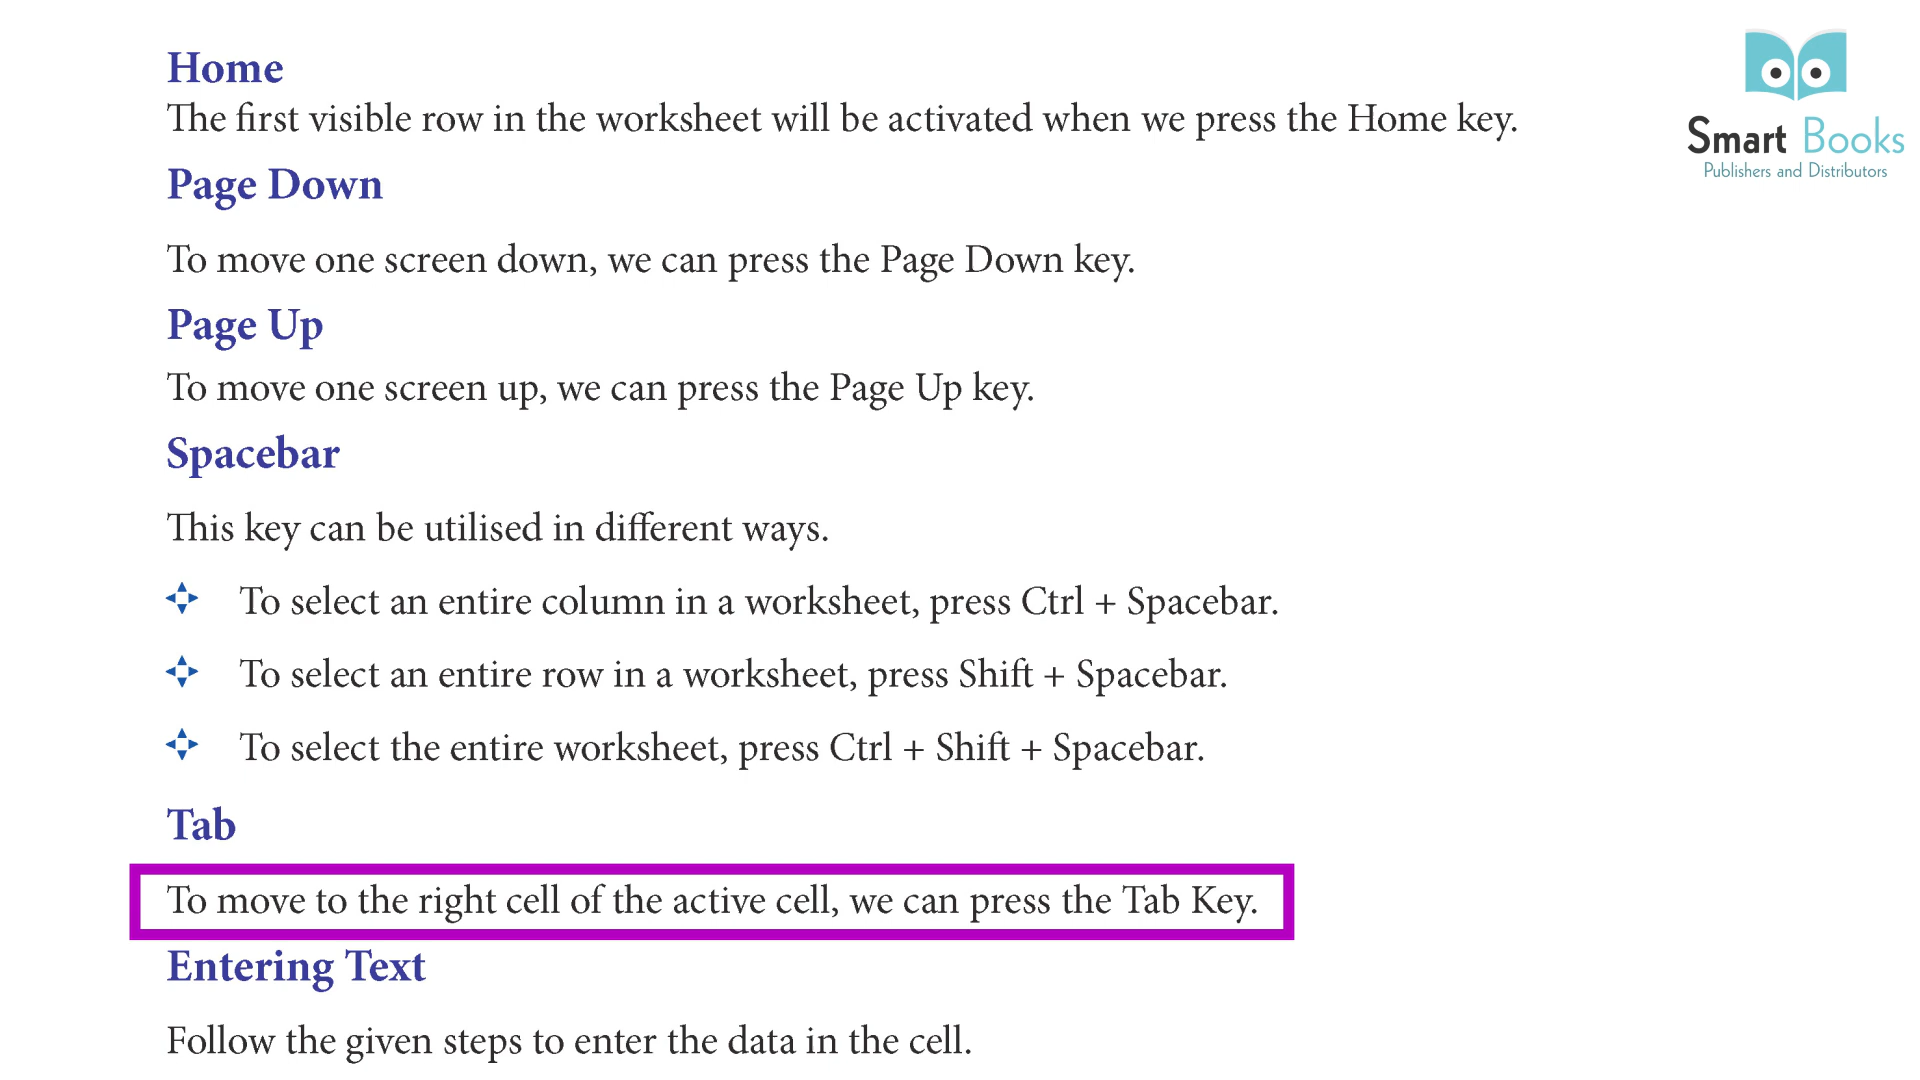 Home
The first visible row in the worksheet will be activated when we press the Home key.
Page Down
To move one screen down, we can press the Page Down key.
Page Up
To move one screen up, we can press the Page Up key.
Spacebar
This key can be utilised in different ways.
To select an entire column in a worksheet, press Ctrl + Spacebar.
To select an entire row in a worksheet, press Shift + Spacebar.
To select the entire worksheet, press Ctrl + Shift + Spacebar.
Tab
To move to the right cell of the active cell, we can press the Tab Key.
Entering Text
Follow the given steps to enter the data in the cell.
Smart Books
Publishers and Distributors